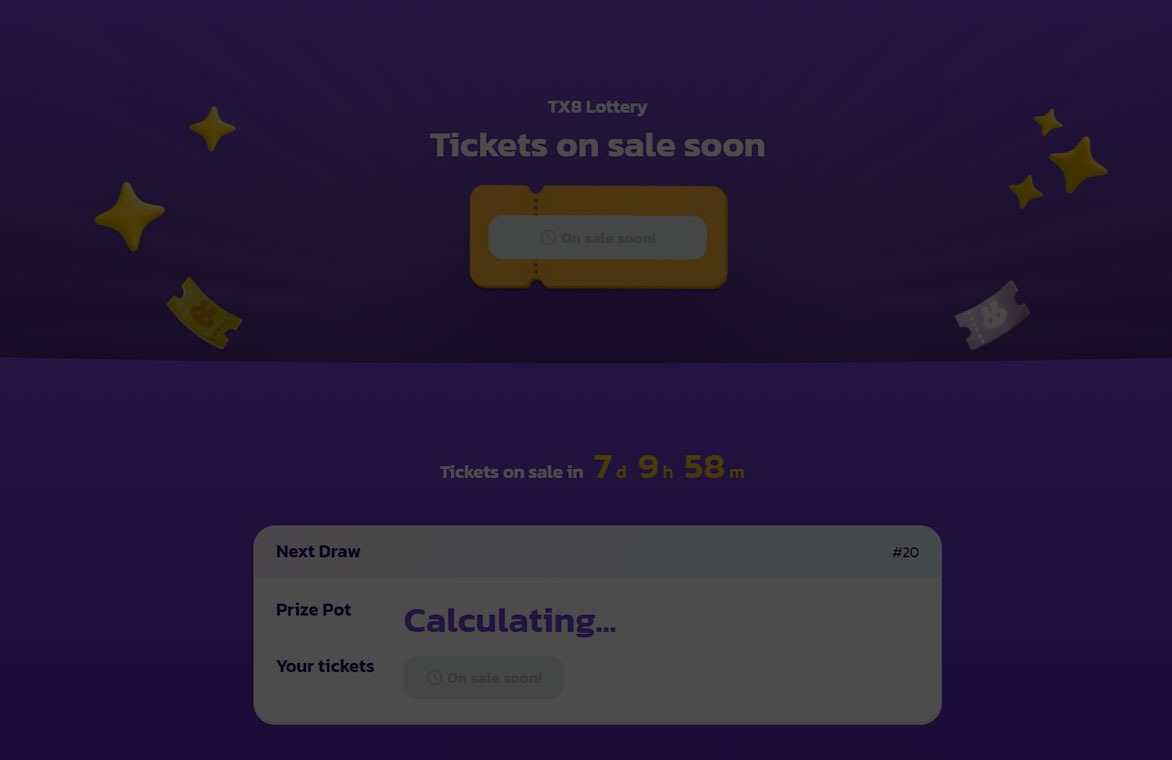 TX8 Lottery
Tickets on sale soon
On sale soon!
Tickets on sale in 7 d 9 h 58 m
Next Draw #20
Prize Pot Calculating...
Your tickets On sale soon!